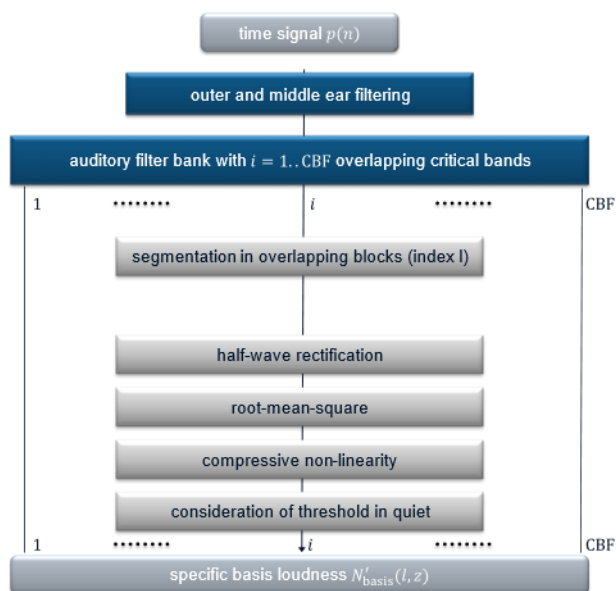 time signal p(n)
outer and middle ear filtering
auditory filter bank with i = 1..CBF overlapping critical bands
1 ........ i ........ CBF
segmentation in overlapping blocks (index l)
half-wave rectification
root-mean-square
compressive non-linearity
consideration of threshold in quiet
1 ........ i ........ CBF
specific basis loudness N′basis(l, z)